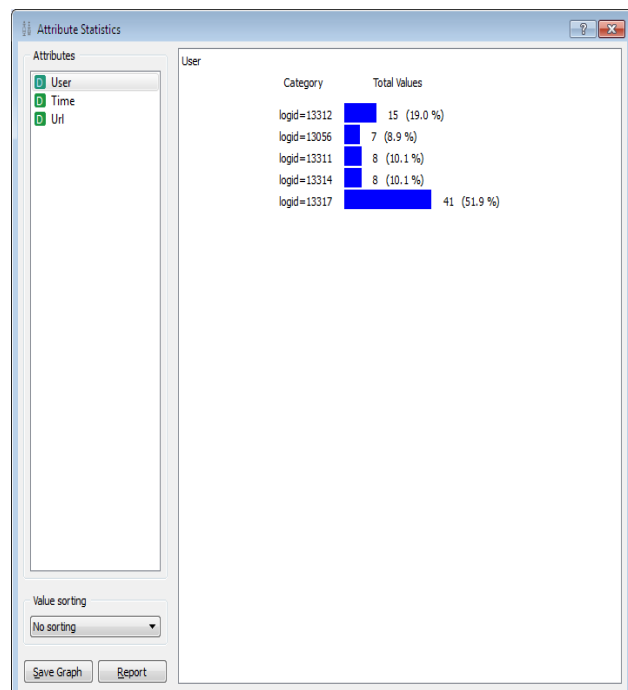 Attribute Statistics
?
Attributes
D User
D Time
D Url
Value sorting
No sorting
Save Graph
Report
User
Category Total Values
logid=13312 15 (19.0 %)
logid=13056 7 (8.9 %)
logid=13311 8 (10.1 %)
logid=13314 8 (10.1 %)
logid=13317 41 (51.9 %)